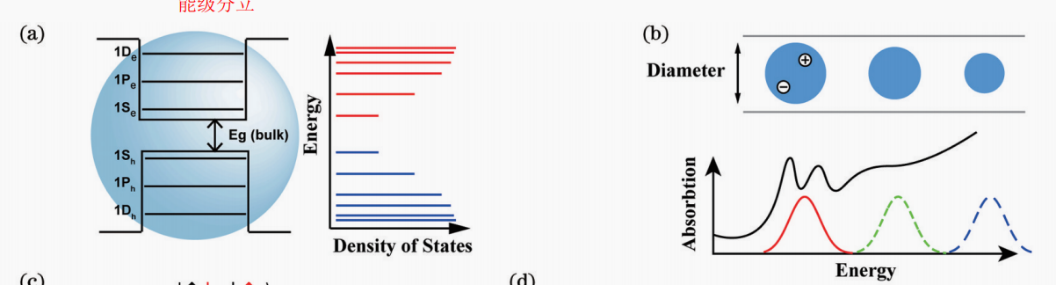 能级分立
(a)
1De
1Pe
1Se
Eg (bulk)
1Sh
1Ph
1Dh
Energy
Density of States
(b)
Diameter
+
−
Absorbtion
Energy
(c)
(d)